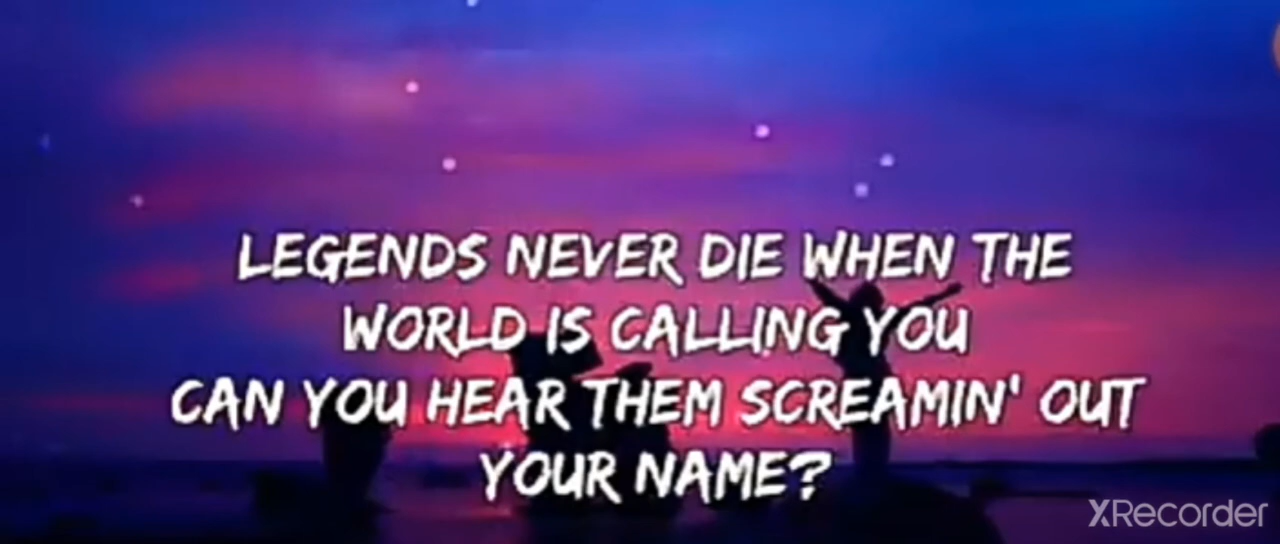 LEGENDS NEVER DIE WHEN THE
WORLD IS CALLING YOU
CAN YOU HEAR THEM SCREAMIN' OUT
YOUR NAME?
XRecorder